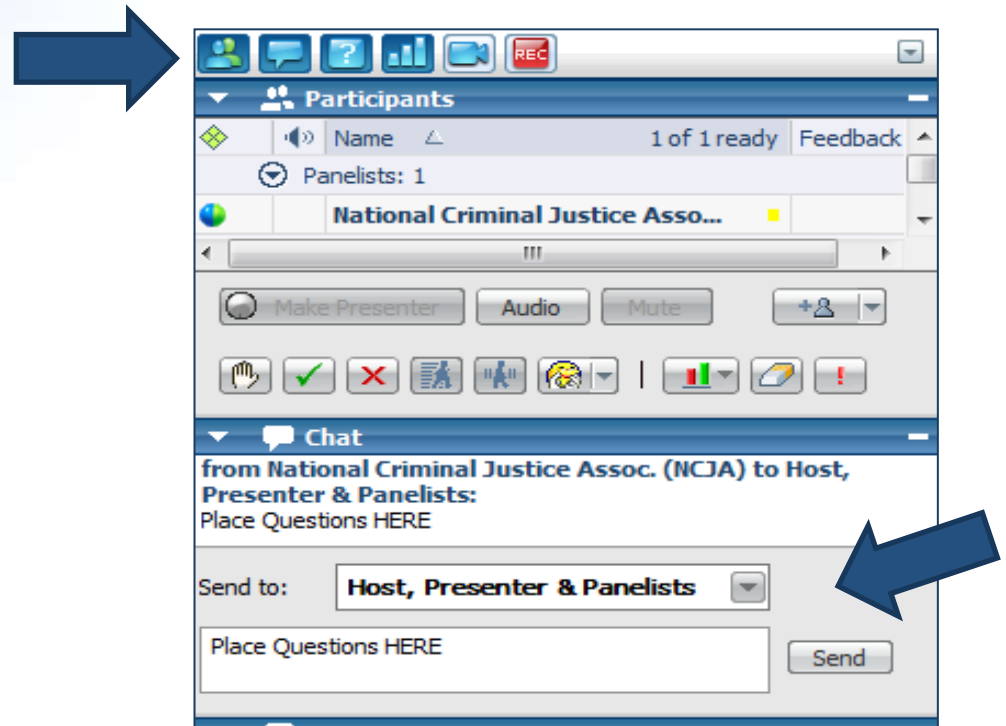 ?
REC
Participants
Name 1 of 1 ready Feedback
Panelists: 1
National Criminal Justice Asso...
Make Presenter Audio Mute
Chat
from National Criminal Justice Assoc. (NCJA) to Host,
Presenter & Panelists:
Place Questions HERE
Send to: Host, Presenter & Panelists
Place Questions HERE
Send